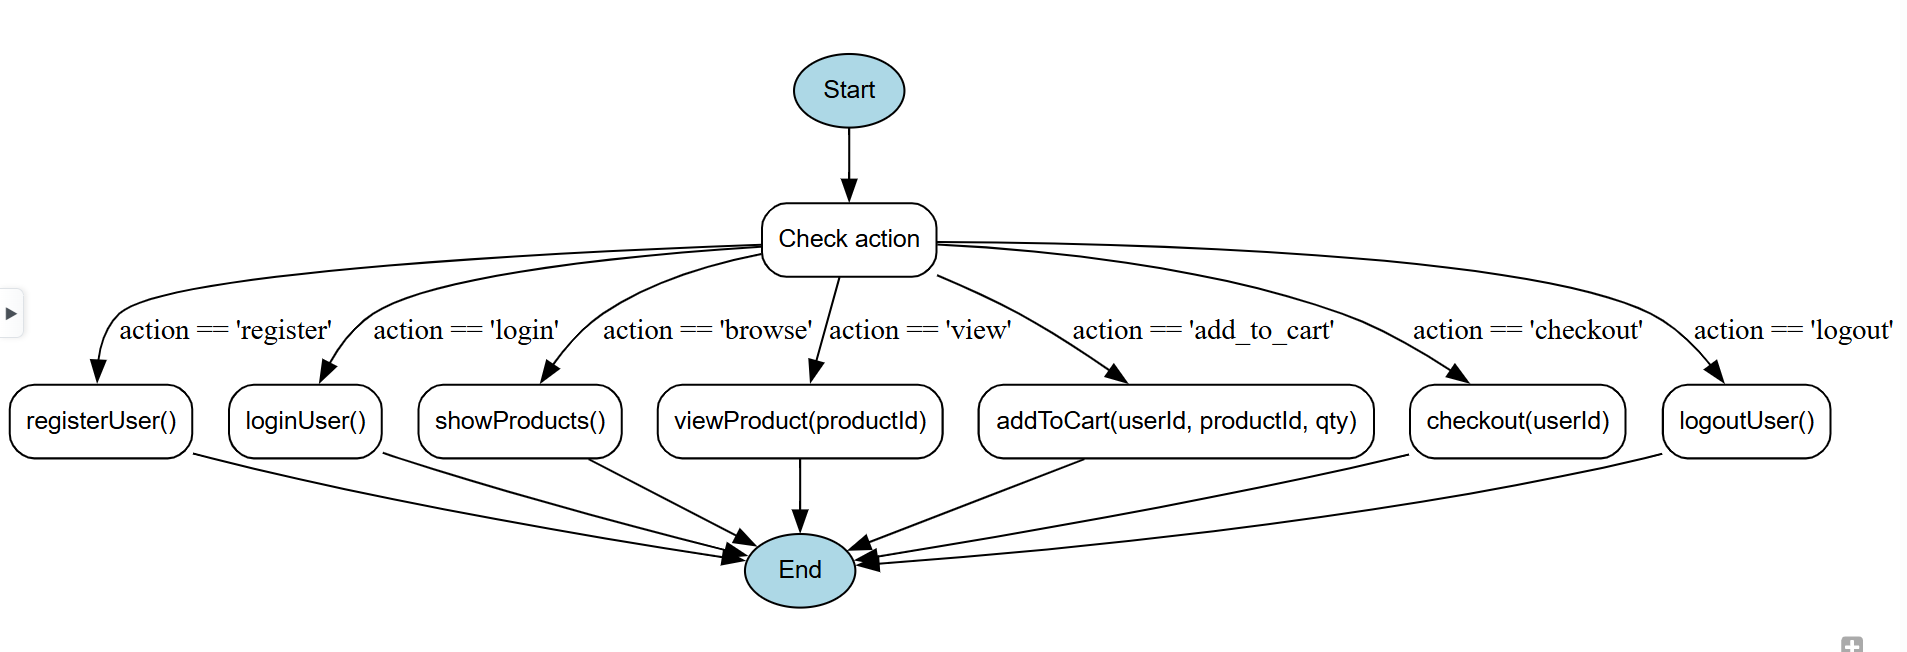 Start
Check action
action == 'register'
action == 'login'
action == 'browse'
action == 'view'
action == 'add_to_cart'
action == 'checkout'
action == 'logout'
registerUser()
loginUser()
showProducts()
viewProduct(productId)
addToCart(userId, productId, qty)
checkout(userId)
logoutUser()
End